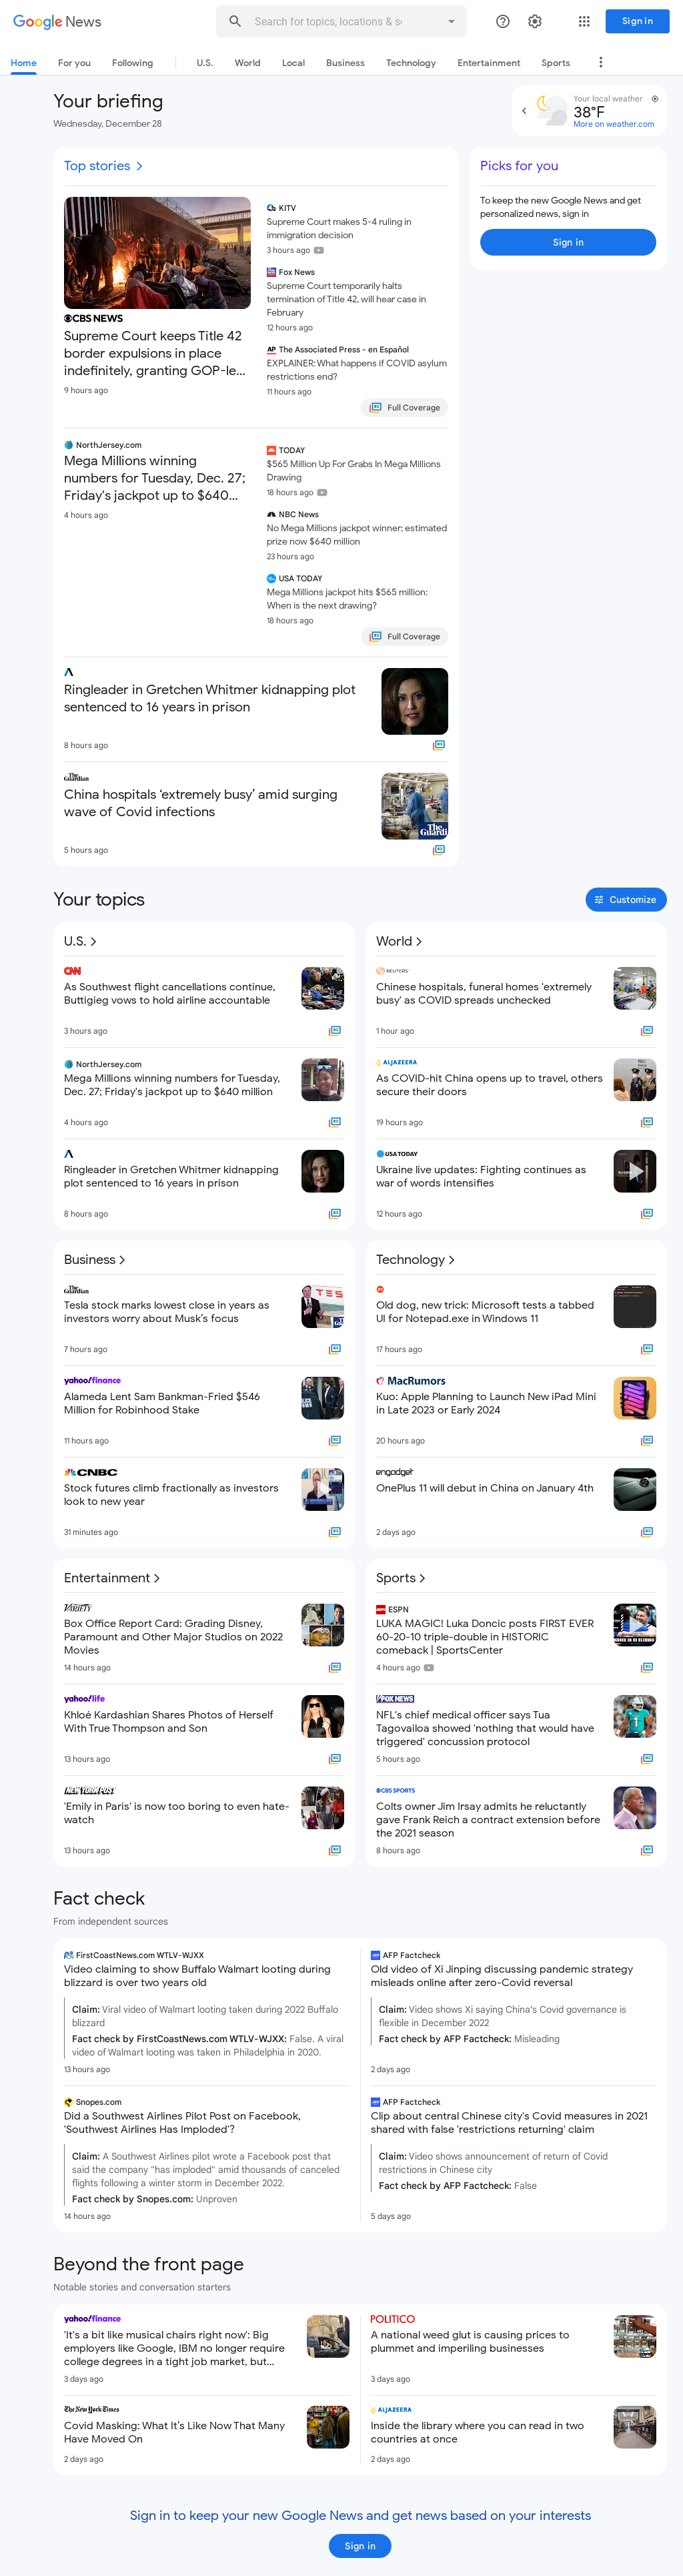 Google News
Search for topics, locations & s
Sign in
Home
For you
Following
U.S.
World
Local
Business
Technology
Entertainment
Sports
Your briefing
Wednesday, December 28
Your local weather
38°F
More on weather.com
Top stories
CBS NEWS
Supreme Court keeps Title 42
border expulsions in place
indefinitely, granting GOP-le...
9 hours ago
KITV
Supreme Court makes 5-4 ruling in
immigration decision
3 hours ago
Fox News
Supreme Court temporarily halts
termination of Title 42, will hear case in
February
12 hours ago
AP The Associated Press - en Español
EXPLAINER: What happens if COVID asylum
restrictions end?
11 hours ago
Full Coverage
Picks for you
To keep the new Google News and get
personalized news, sign in
Sign in
NorthJersey.com
Mega Millions winning
numbers for Tuesday, Dec. 27;
Friday's jackpot up to $640...
4 hours ago
TODAY
$565 Million Up For Grabs In Mega Millions
Drawing
18 hours ago
NBC News
No Mega Millions jackpot winner; estimated
prize now $640 million
23 hours ago
USA TODAY
Mega Millions jackpot hits $565 million:
When is the next drawing?
18 hours ago
Full Coverage
Ringleader in Gretchen Whitmer kidnapping plot
sentenced to 16 years in prison
8 hours ago
The Guardian
China hospitals ‘extremely busy’ amid surging
wave of Covid infections
5 hours ago
The Guardi
Your topics
Customize
U.S.
CNN
As Southwest flight cancellations continue,
Buttigieg vows to hold airline accountable
3 hours ago
NorthJersey.com
Mega Millions winning numbers for Tuesday,
Dec. 27; Friday's jackpot up to $640 million
4 hours ago
Ringleader in Gretchen Whitmer kidnapping
plot sentenced to 16 years in prison
8 hours ago
World
REUTERS
Chinese hospitals, funeral homes 'extremely
busy' as COVID spreads unchecked
1 hour ago
ALJAZEERA
As COVID-hit China opens up to travel, others
secure their doors
19 hours ago
USA TODAY
Ukraine live updates: Fighting continues as
war of words intensifies
12 hours ago
Business
The Guardian
Tesla stock marks lowest close in years as
investors worry about Musk’s focus
7 hours ago
yahoo!finance
Alameda Lent Sam Bankman-Fried $546
Million for Robinhood Stake
11 hours ago
CNBC
Stock futures climb fractionally as investors
look to new year
31 minutes ago
Technology
Old dog, new trick: Microsoft tests a tabbed
UI for Notepad.exe in Windows 11
17 hours ago
MacRumors
Kuo: Apple Planning to Launch New iPad Mini
in Late 2023 or Early 2024
20 hours ago
engadget
OnePlus 11 will debut in China on January 4th
2 days ago
Entertainment
VARIETY
Box Office Report Card: Grading Disney,
Paramount and Other Major Studios on 2022
Movies
14 hours ago
yahoo!life
Khloé Kardashian Shares Photos of Herself
With True Thompson and Son
13 hours ago
NEW YORK POST
'Emily in Paris' is now too boring to even hate-
watch
13 hours ago
Sports
ESPN
LUKA MAGIC! Luka Doncic posts FIRST EVER
60-20-10 triple-double in HISTORIC
comeback | SportsCenter
4 hours ago
FOX NEWS
NFL's chief medical officer says Tua
Tagovailoa showed 'nothing that would have
triggered' concussion protocol
5 hours ago
CBS SPORTS
Colts owner Jim Irsay admits he reluctantly
gave Frank Reich a contract extension before
the 2021 season
8 hours ago
Fact check
From independent sources
FirstCoastNews.com WTLV-WJXX
Video claiming to show Buffalo Walmart looting during
blizzard is over two years old
Claim: Viral video of Walmart looting taken during 2022 Buffalo
blizzard
Fact check by FirstCoastNews.com WTLV-WJXX: False. A viral
video of Walmart looting was taken in Philadelphia in 2020.
13 hours ago
AFP Factcheck
Old video of Xi Jinping discussing pandemic strategy
misleads online after zero-Covid reversal
Claim: Video shows Xi saying China's Covid governance is
flexible in December 2022
Fact check by AFP Factcheck: Misleading
2 days ago
Snopes.com
Did a Southwest Airlines Pilot Post on Facebook,
'Southwest Airlines Has Imploded'?
Claim: A Southwest Airlines pilot wrote a Facebook post that
said the company “has imploded” amid thousands of canceled
flights following a winter storm in December 2022.
Fact check by Snopes.com: Unproven
14 hours ago
AFP Factcheck
Clip about central Chinese city's Covid measures in 2021
shared with false 'restrictions returning' claim
Claim: Video shows announcement of return of Covid
restrictions in Chinese city
Fact check by AFP Factcheck: False
5 days ago
Beyond the front page
Notable stories and conversation starters
yahoo!finance
'It's a bit like musical chairs right now': Big
employers like Google, IBM no longer require
college degrees in a tight job market, but...
3 days ago
POLITICO
A national weed glut is causing prices to
plummet and imperiling businesses
3 days ago
The New York Times
Covid Masking: What It’s Like Now That Many
Have Moved On
2 days ago
ALJAZEERA
Inside the library where you can read in two
countries at once
2 days ago
Sign in to keep your new Google News and get news based on your interests
Sign in